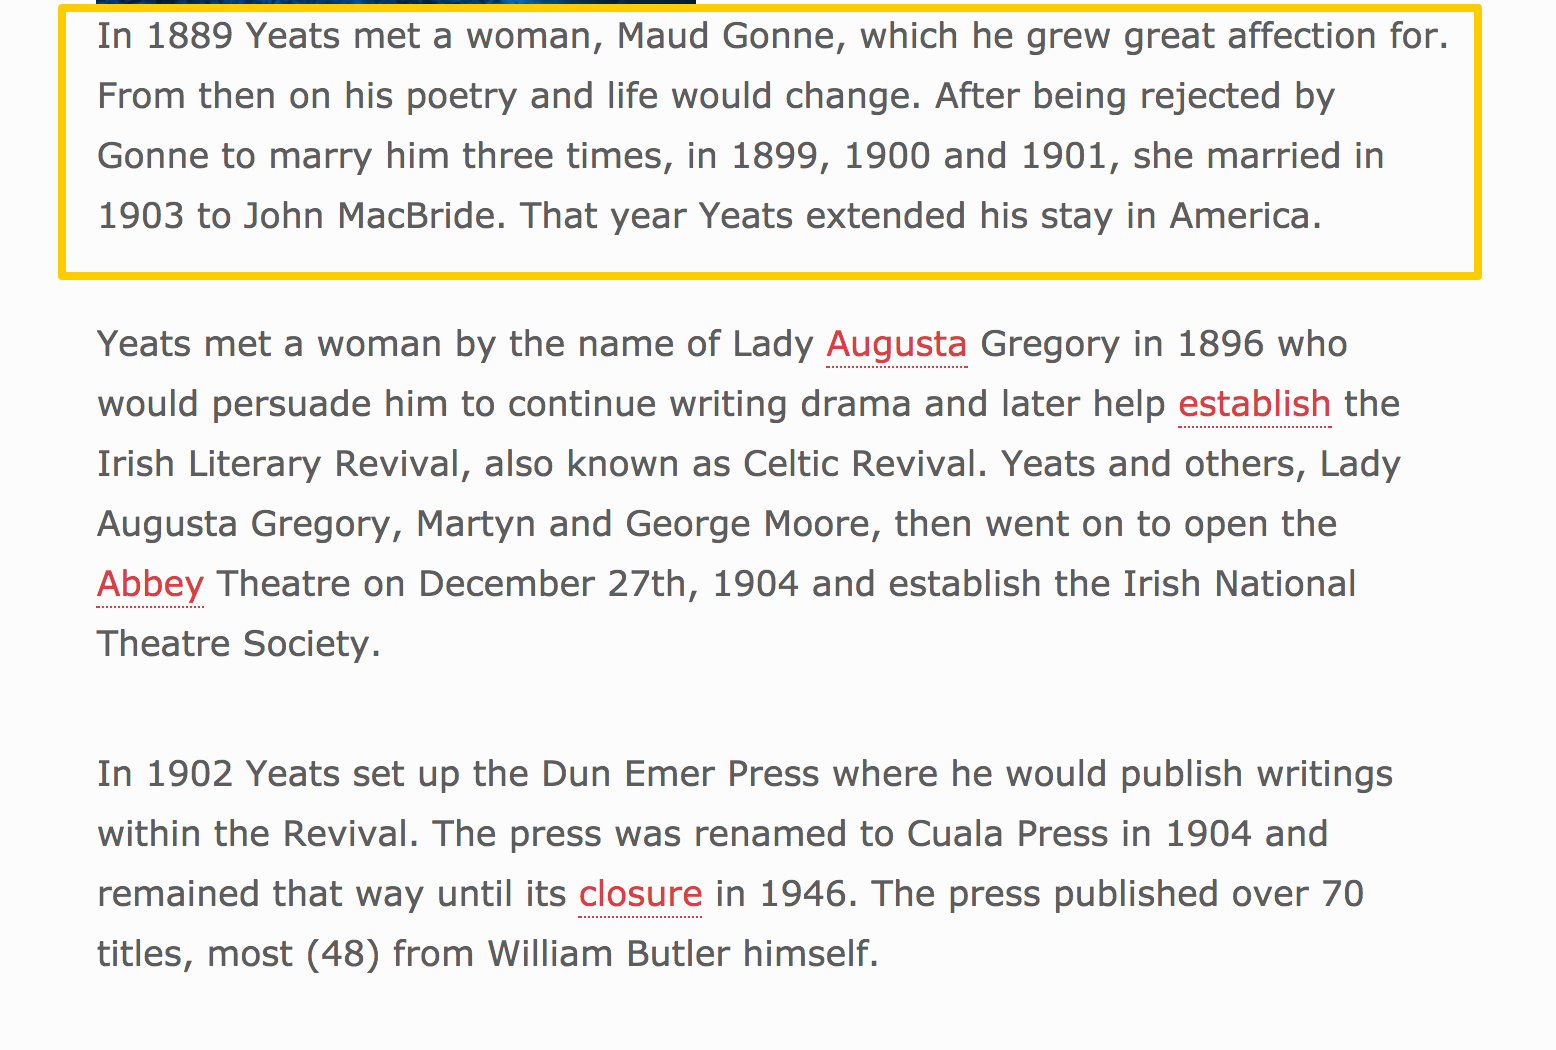 In 1889 Yeats met a woman, Maud Gonne, which he grew great affection for.
From then on his poetry and life would change. After being rejected by
Gonne to marry him three times, in 1899, 1900 and 1901, she married in
1903 to John MacBride. That year Yeats extended his stay in America.
Yeats met a woman by the name of Lady Augusta Gregory in 1896 who
would persuade him to continue writing drama and later help establish the
Irish Literary Revival, also known as Celtic Revival. Yeats and others, Lady
Augusta Gregory, Martyn and George Moore, then went on to open the
Abbey Theatre on December 27th, 1904 and establish the Irish National
Theatre Society.
In 1902 Yeats set up the Dun Emer Press where he would publish writings
within the Revival. The press was renamed to Cuala Press in 1904 and
remained that way until its closure in 1946. The press published over 70
titles, most (48) from William Butler himself.